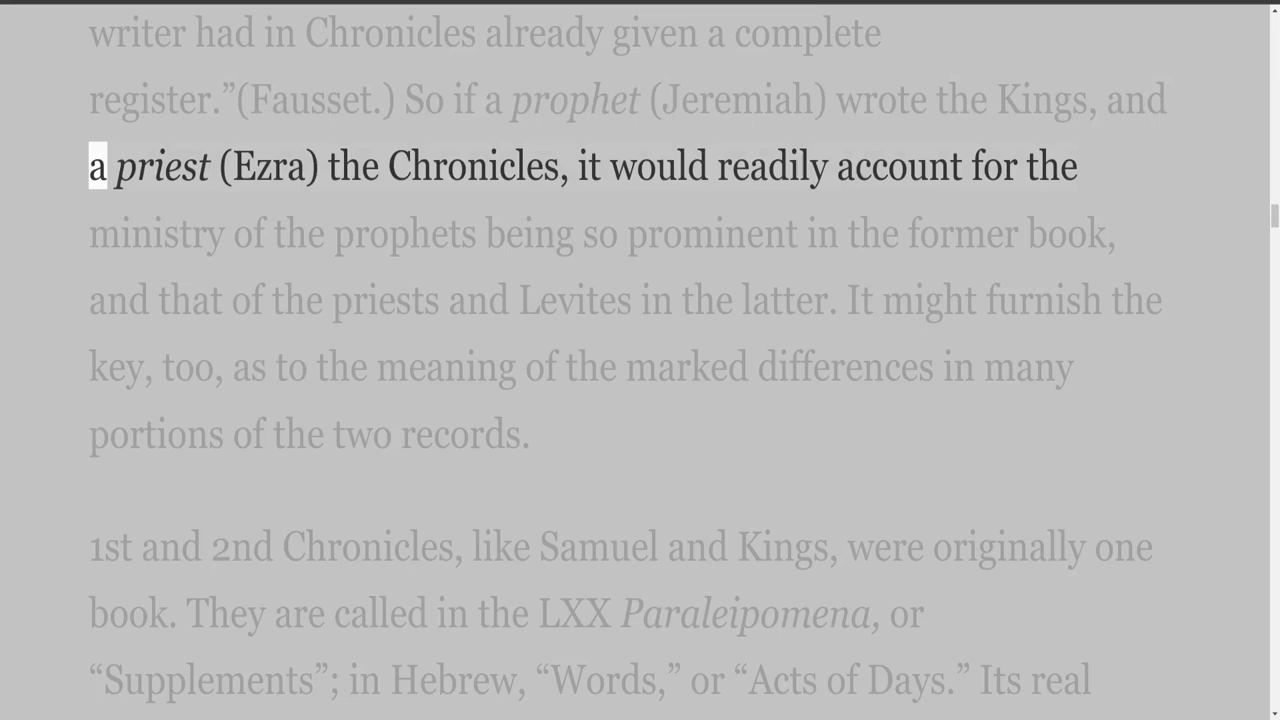 writer had in Chronicles already given a complete
register.”(Fausset.) So if a prophet (Jeremiah) wrote the Kings, and
a priest (Ezra) the Chronicles, it would readily account for the
ministry of the prophets being so prominent in the former book,
and that of the priests and Levites in the latter. It might furnish the
key, too, as to the meaning of the marked differences in many
portions of the two records.
1st and 2nd Chronicles, like Samuel and Kings, were originally one
book. They are called in the LXX Paraleipomena, or
“Supplements”; in Hebrew, “Words,” or “Acts of Days.” Its real